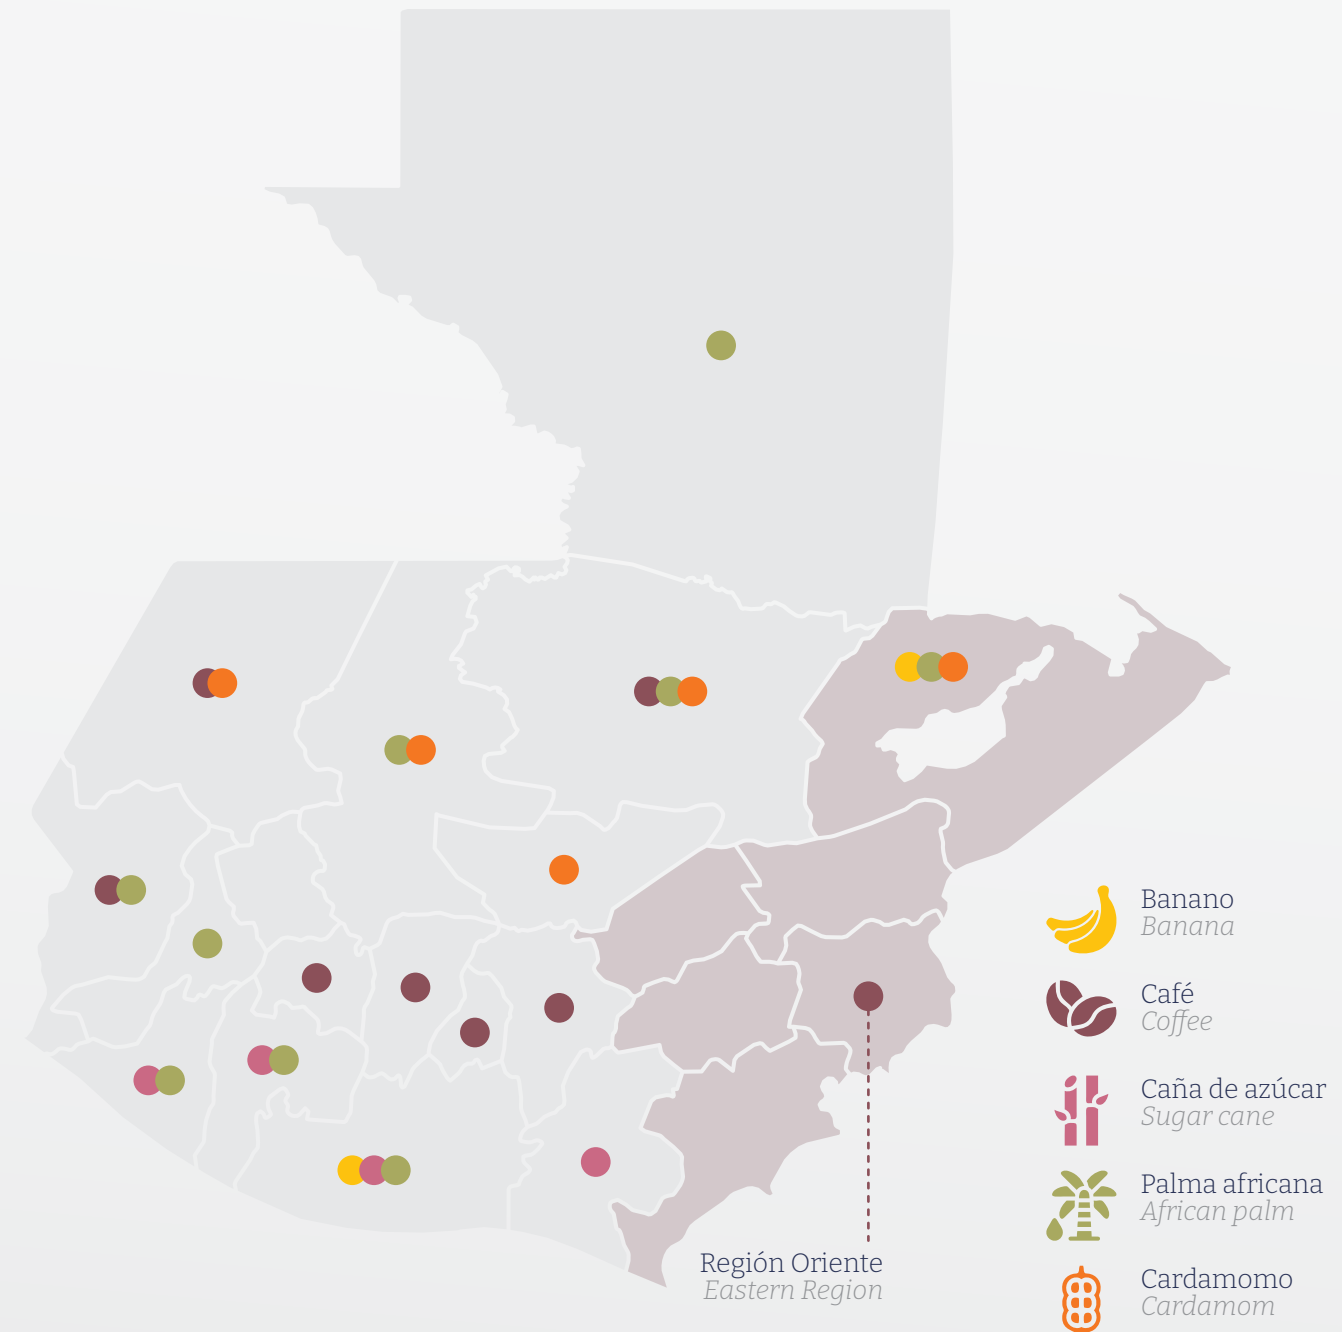 Banano
Banana
Café
Coffee
Caña de azúcar
Sugar cane
Palma africana
African palm
Región Oriente
Eastern Region
Cardamomo
Cardamom